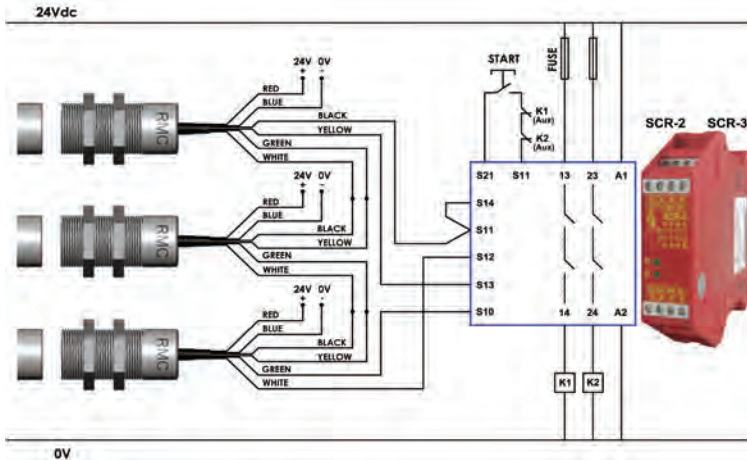 24Vdc
24V 0V
+ -
RED
BLUE
BLACK
YELLOW
GREEN
WHITE
RMC
24V 0V
+ -
RED
BLUE
BLACK
YELLOW
GREEN
WHITE
RMC
24V 0V
+ -
RED
BLUE
BLACK
YELLOW
GREEN
WHITE
RMC
START
FUSE
K1
(Aux)
K2
(Aux)
SCR-2 SCR-3
S21 S11 13 23 A1
S14
S11
S12
S13
S10
14 24 A2
K1 K2
0V